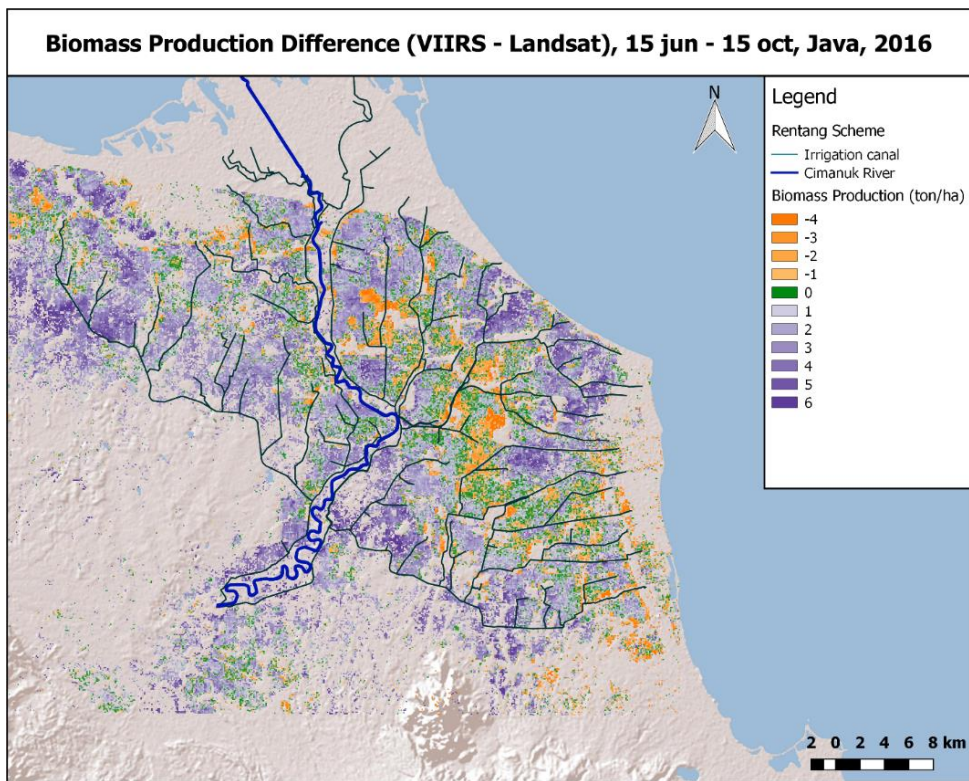 Biomass Production Difference (VIIRS - Landsat), 15 jun - 15 oct, Java, 2016
N
Legend
Rentang Scheme
Irrigation canal
Cimanuk River
Biomass Production (ton/ha)
-4
-3
-2
-1
0
1
2
3
4
5
6
2 0 2 4 6 8 km